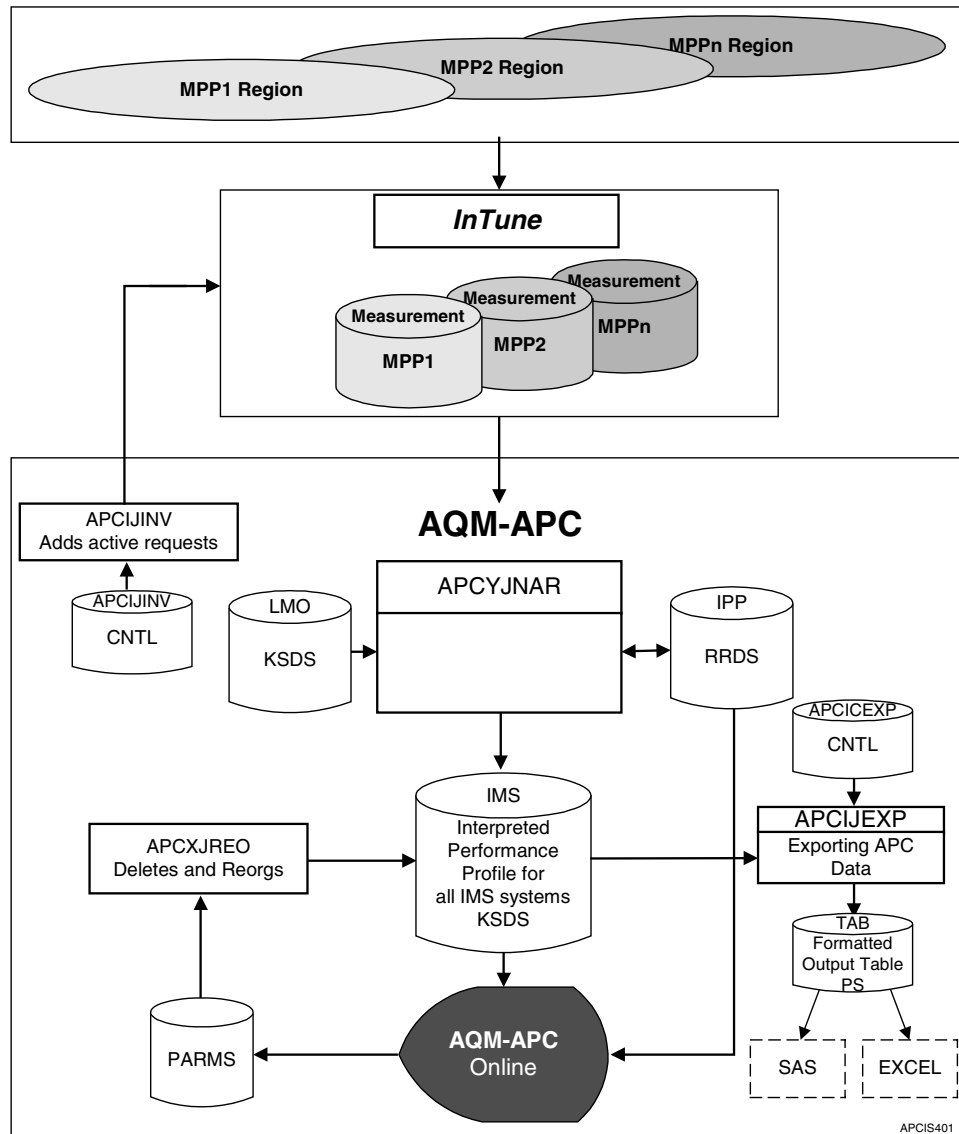 MPPn Region
MPP2 Region
MPP1 Region
InTune
Measurement
MPPn
Measurement
MPP2
Measurement
MPP1
AQM-APC
APCIJINV
Adds active requests
APCIJINV
CNTL
LMO
KSDS
APCYJNAR
IPP
RRDS
APCICEXP
CNTL
IMS
Interpreted
Performance
Profile for
all IMS systems
KSDS
APCXJREO
Deletes and Reorgs
APCIJEXP
Exporting APC
Data
TAB
Formatted
Output Table
PS
PARMS
AQM-APC
Online
SAS
EXCEL
APCIS401